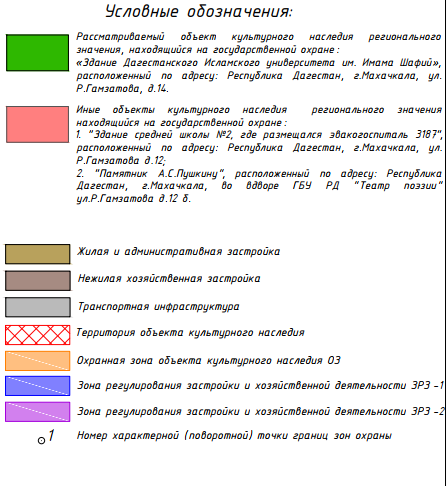 Условные обозначения:
Рассматриваемый объект культурного наследия регионального
значения, находящийся на государственной охране:
«Здание Дагестанского Исламского университета им. Имама Шафий»,
расположенный по адресу: Республика Дагестан, г.Махачкала, ул.
Р.Гамзатова, д.14.
Иные объекты культурного наследия регионального значения
находящийся на государственной охране:
1. "Здание средней школы №2, где размещался эвакогоспиталь 3187",
расположенный по адресу: Республика Дагестан, г.Махачкала, ул.
Р.Гамзатова д.12;
2. "Памятник А.С.Пушкину", расположенный по адресу: Республика
Дагестан, г.Махачкала, во вдворе ГБУ РД "Театр поэзии"
ул.Р.Гамзатова д.12 б.
Жилая и административная застройка
Нежилая хозяйственная застройка
Транспортная инфраструктура
Территория объекта культурного наследия
Охранная зона объекта культурного наследия ОЗ
Зона регулирования застройки и хозяйственной деятельности ЗРЗ-1
Зона регулирования застройки и хозяйственной деятельности ЗРЗ-2
1 Номер характерной (поворотной) точки границ зон охраны